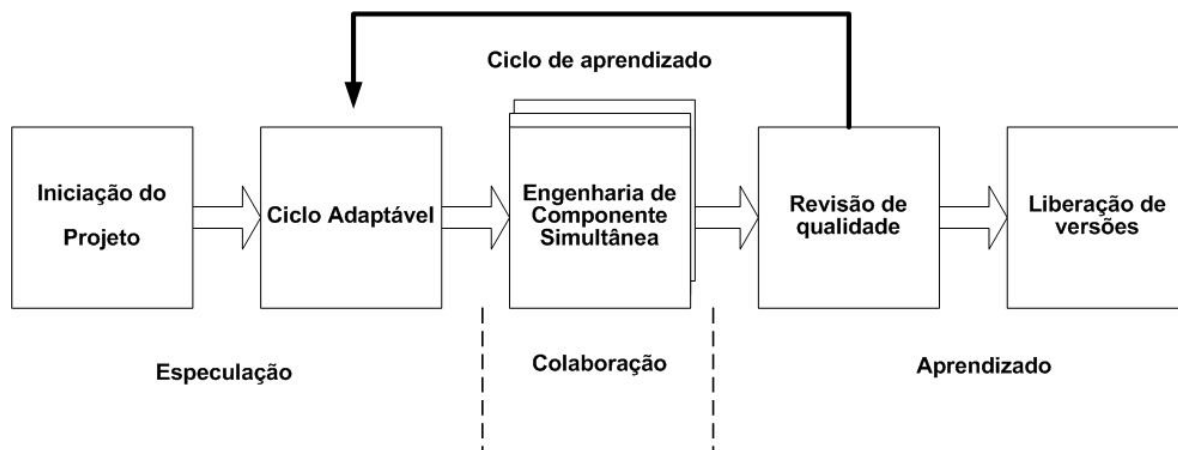 Ciclo de aprendizado
Iniciação do
Projeto
Ciclo Adaptável
Engenharia de
Componente
Simultânea
Revisão de
qualidade
Liberação de
versões
Especulação
Colaboração
Aprendizado